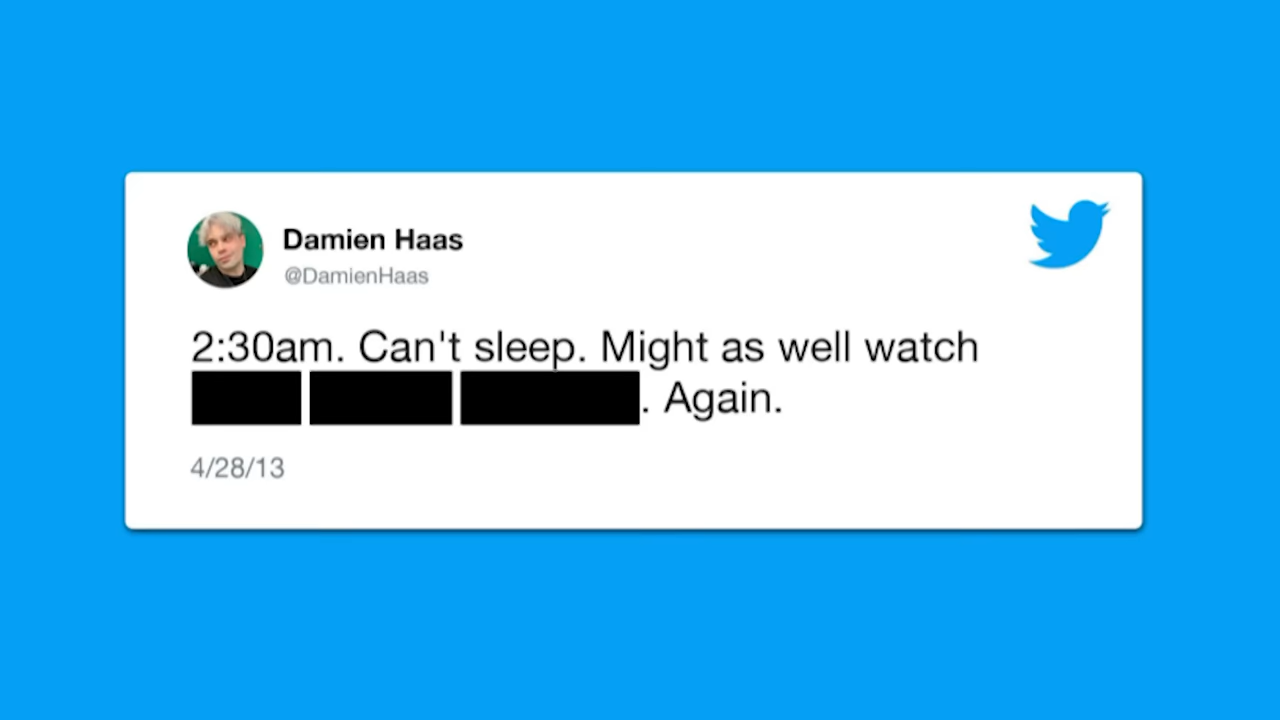 Damien Haas
@DamienHaas
2:30am. Can't sleep. Might as well watch
. Again.
4/28/13